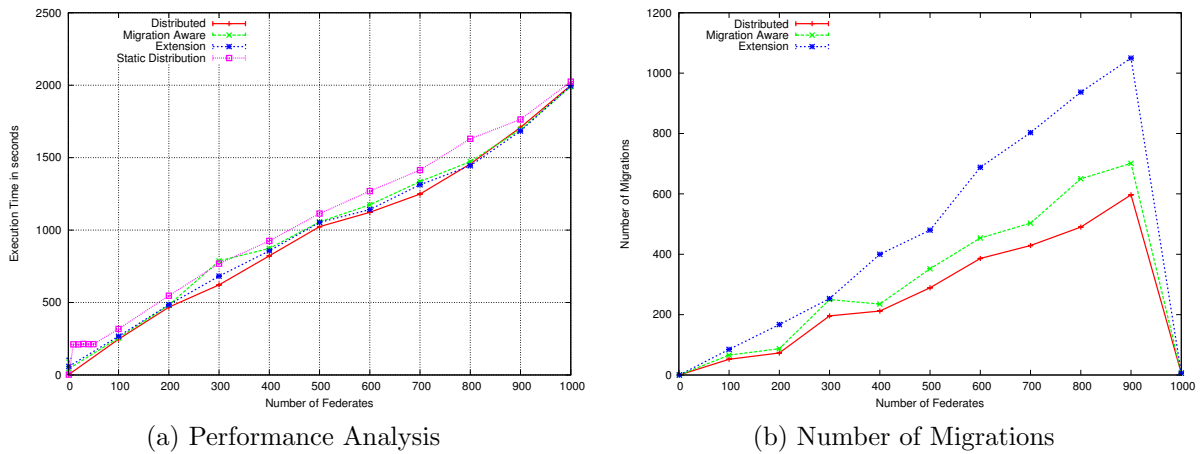 2500
2000
1500
1000
500
0
Execution Time in seconds
Distributed
Migration Aware
Extension
Static Distribution
0 100 200 300 400 500 600 700 800 900 1000
Number of Federates
(a) Performance Analysis
1200
1000
800
600
400
200
0
Number of Migrations
Distributed
Migration Aware
Extension
0 100 200 300 400 500 600 700 800 900 1000
Number of Federates
(b) Number of Migrations